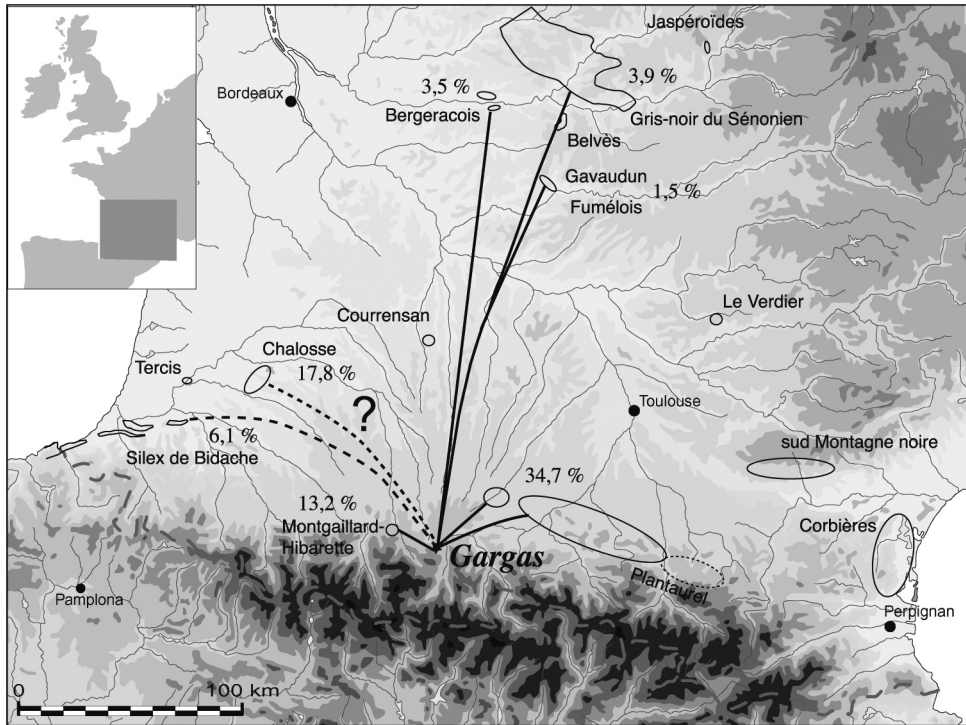 Jaspéroïdes
3,9 %
3,5 %
Bordeaux
Bergeracois
Gris-noir du Sénonien
Belvès
Gavaudun
Fumélois
1,5 %
Le Verdier
Courrensan
Chalosse
17,8 %
Tercis
?
Toulouse
6,1 %
Silex de Bidache
sud Montagne noire
34,7 %
13,2 %
Montgaillard-
Hibarette
Corbières
Gargas
Plantaurel
Pamplona
Perpignan
0 100 km